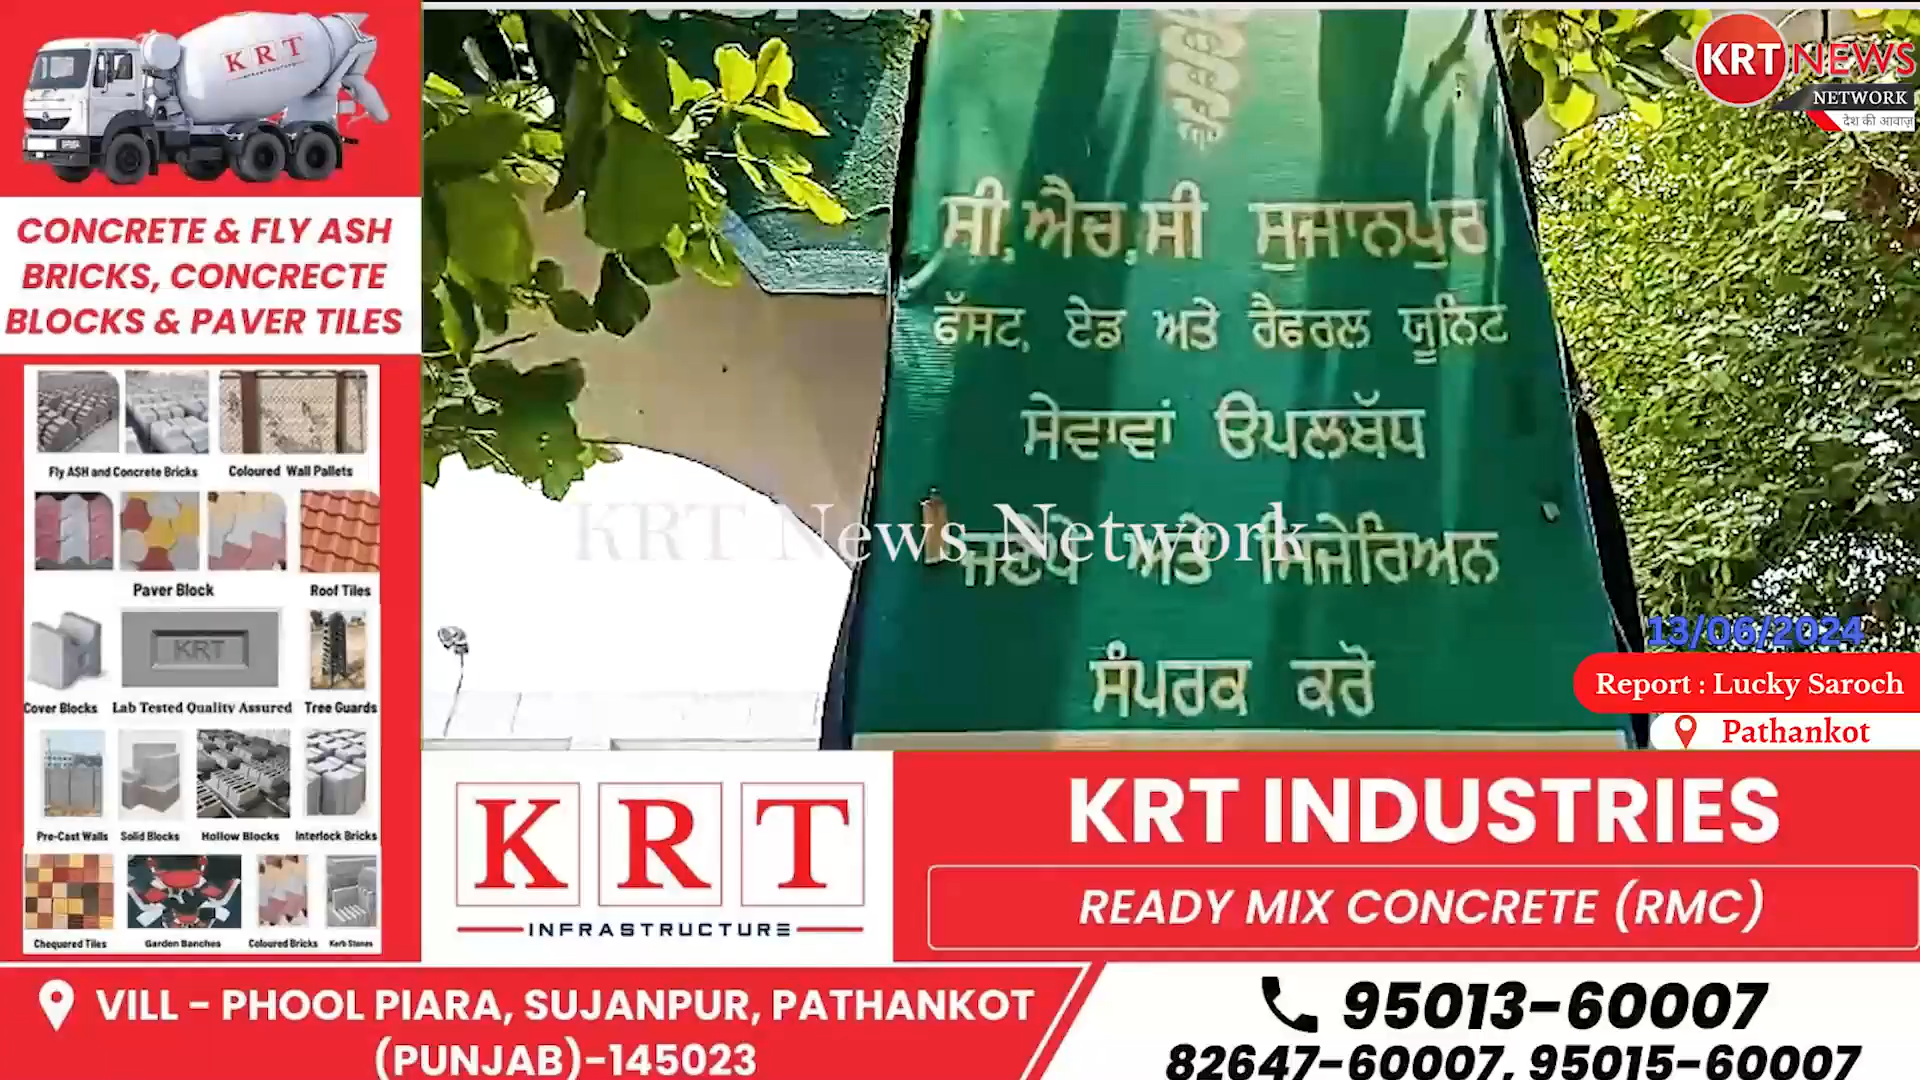 KRT
INFRASTRUCTURE
CONCRETE & FLY ASH
BRICKS, CONCRECTE
BLOCKS & PAVER TILES
Fly ASH and Concrete Bricks
Coloured Wall Pallets
Paver Block
Roof Tiles
KRT
Cover Blocks
Lab Tested Quality Assured
Tree Guards
Pre-Cast Walls
Solid Blocks
Hollow Blocks
Interlock Bricks
Chequered Tiles
Garden Banches
Coloured Bricks
Kerb Stones
KRT NEWS
NETWORK
देश की आवाज़
ਸੀ.ਐਚ.ਸੀ ਸੁਜਾਨਪੁਰ
ਫੱਸਟ, ਏਡ ਅਤੇ ਰੈਫਰਲ ਯੂਨਿਟ
ਸੇਵਾਵਾਂ ਉਪਲਬੱਧ
KRT News Network
ਜਣੇਪੇ ਅਤੇ ਸਿਜੇਰਿਅਨ
ਸੰਪਰਕ ਕਰੋ
13/06/2024
Report : Lucky Saroch
Pathankot
KRT
INFRASTRUCTURE
KRT INDUSTRIES
READY MIX CONCRETE (RMC)
VILL - PHOOL PIARA, SUJANPUR, PATHANKOT
(PUNJAB)-145023
95013-60007
82647-60007, 95015-60007